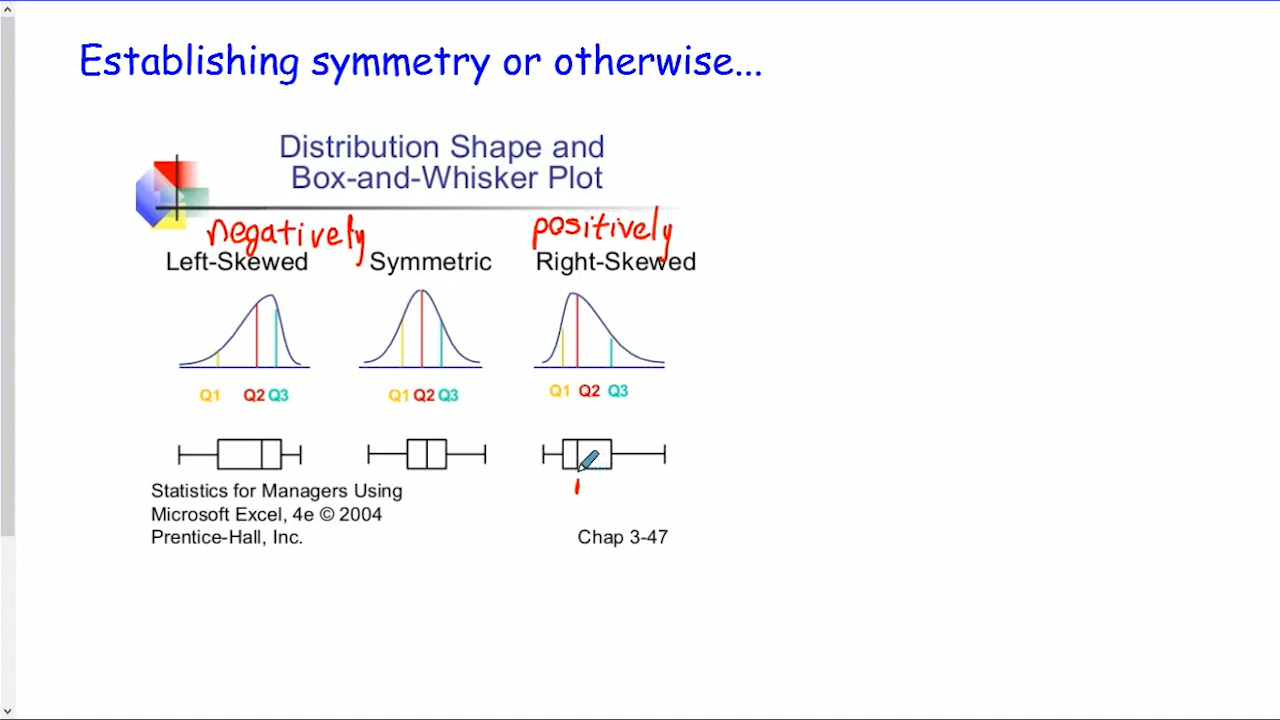 Establishing symmetry or otherwise...
Distribution Shape and
Box-and-Whisker Plot
negatively positively
Left-Skewed Symmetric Right-Skewed
Q1 Q2 Q3 Q1 Q2 Q3 Q1 Q2 Q3
Statistics for Managers Using
Microsoft Excel, 4e © 2004
Prentice-Hall, Inc. Chap 3-47